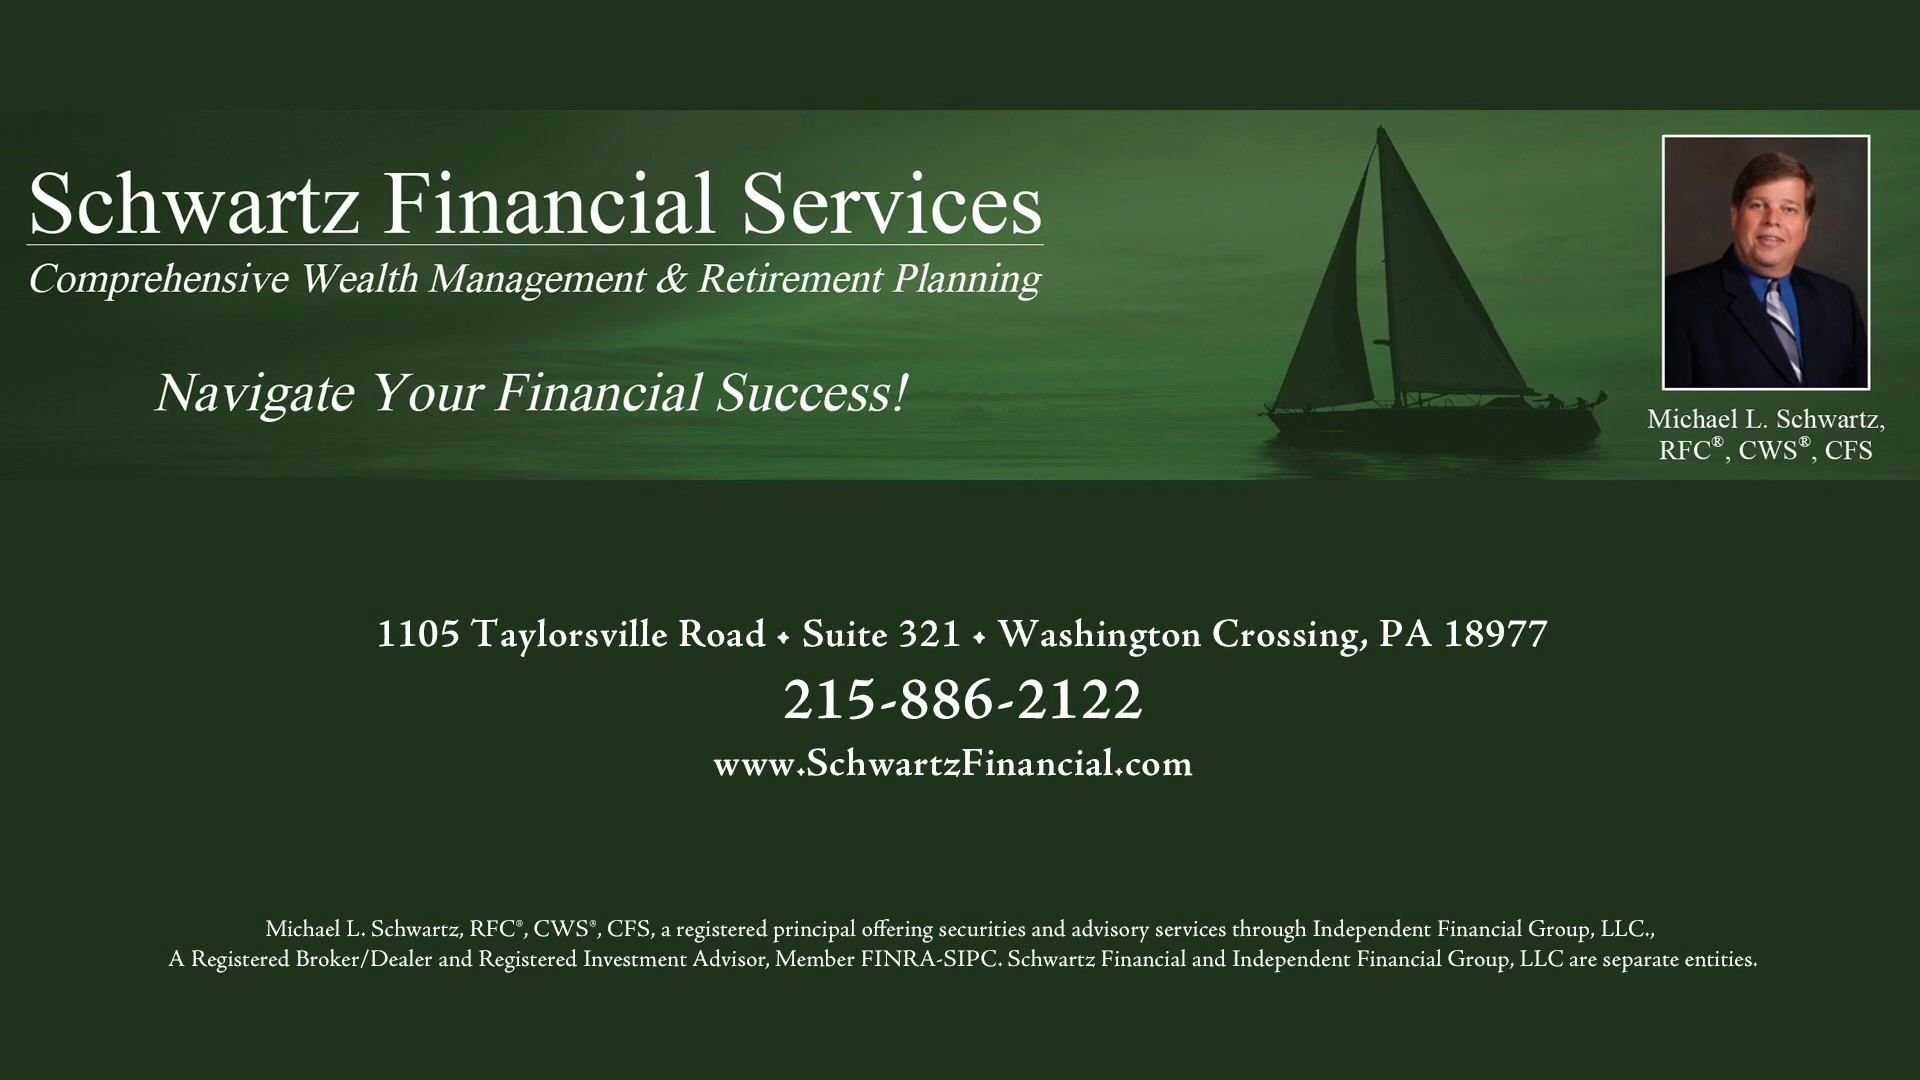 Schwartz Financial Services
Comprehensive Wealth Management & Retirement Planning
Navigate Your Financial Success!
Michael L. Schwartz,
RFC®, CWS®, CFS
1105 Taylorsville Road • Suite 321 • Washington Crossing, PA 18977
215-886-2122
www.SchwartzFinancial.com
Michael L. Schwartz, RFC®, CWS®, CFS, a registered principal offering securities and advisory services through Independent Financial Group, LLC.,
A Registered Broker/Dealer and Registered Investment Advisor, Member FINRA-SIPC. Schwartz Financial and Independent Financial Group, LLC are separate entities.